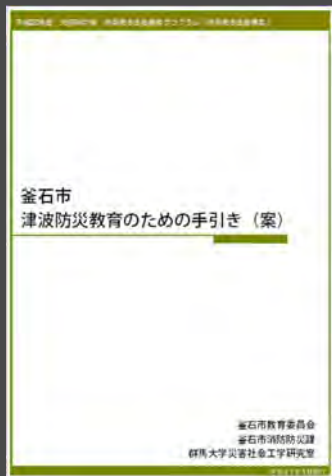 釜石市
津波防災教育のための手引き（案）
釜石市教育委員会
釜石市消防防災課
群馬大学災害社会工学研究室